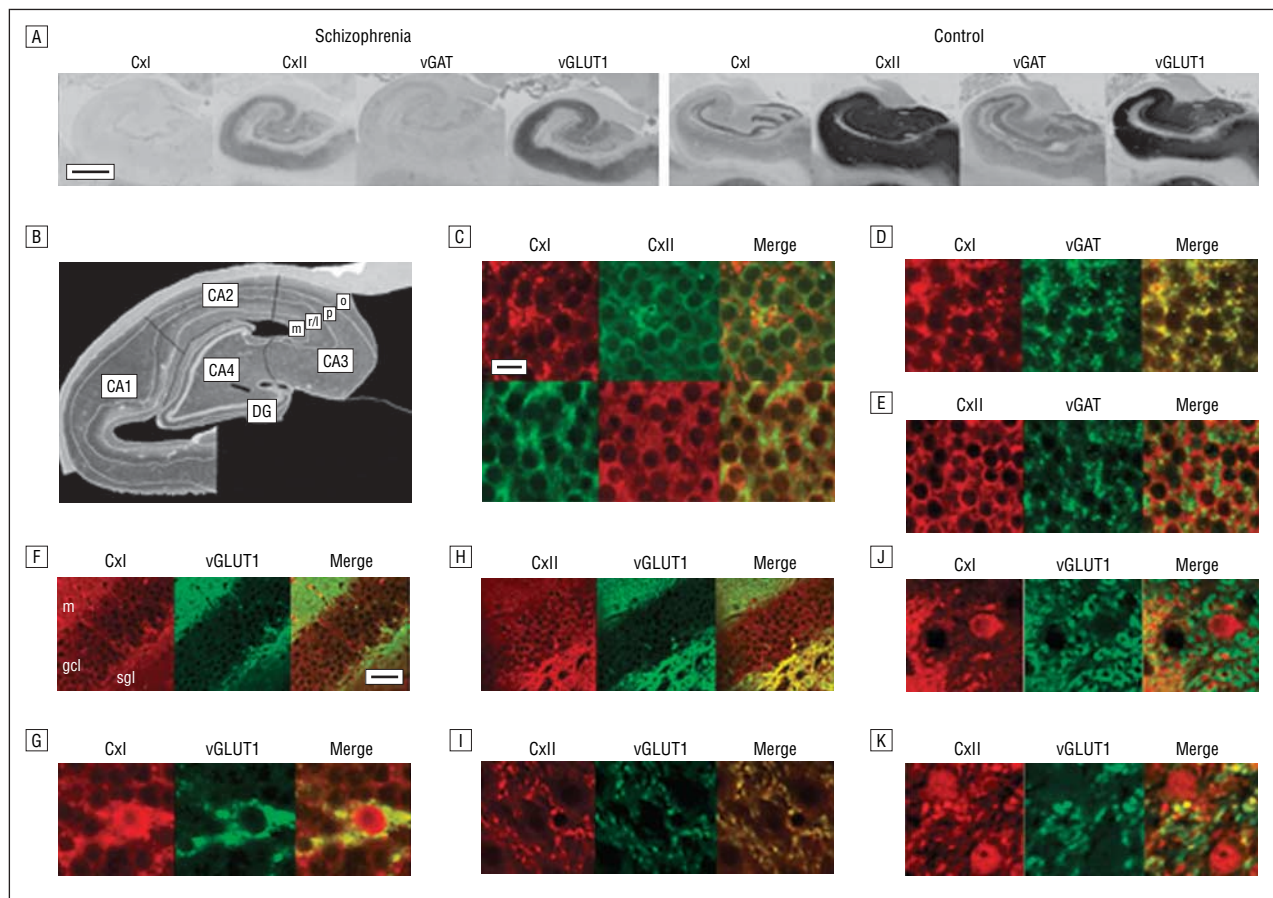 A
Schizophrenia
Control
CxI CxII vGAT vGLUT1 CxI CxII vGAT vGLUT1
B
CA2
o
p
r/l
m
CA4
CA3
CA1
DG
C
CxI CxII Merge
D
CxI vGAT Merge
E
CxII vGAT Merge
F
CxI vGLUT1 Merge
m
gcl
sgl
H
CxII vGLUT1 Merge
J
CxI vGLUT1 Merge
G
CxI vGLUT1 Merge
I
CxII vGLUT1 Merge
K
CxII vGLUT1 Merge